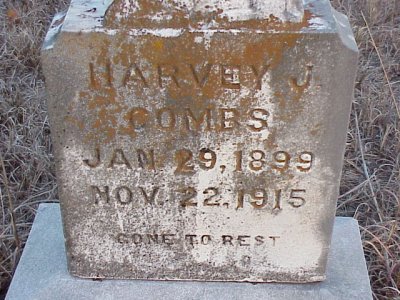 HARVEY J
COMBS
JAN. 29, 1899
NOV. 22, 1915
GONE TO REST